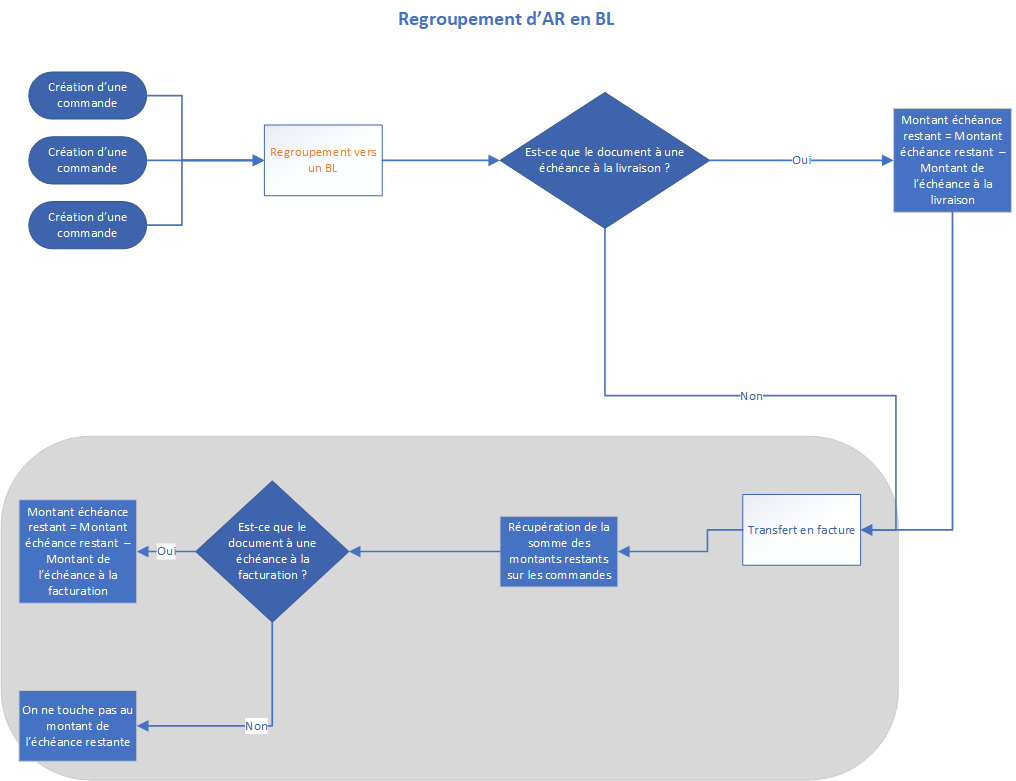 Regroupement d’AR en BL
Création d’une
commande
Création d’une
commande
Création d’une
commande
Regroupement vers
un BL
Est-ce que le document à une
échéance à la livraison ?
Oui
Montant échéance
restant = Montant
échéance restant –
Montant de
l’échéance à la
livraison
Non
Transfert en facture
Récupération de la
somme des
montants restants
sur les commandes
Est-ce que le
document à une
échéance à la
facturation ?
Oui
Montant échéance
restant = Montant
échéance restant –
Montant de
l’échéance à la
facturation
Non
On ne touche pas au
montant de
l’échéance restante